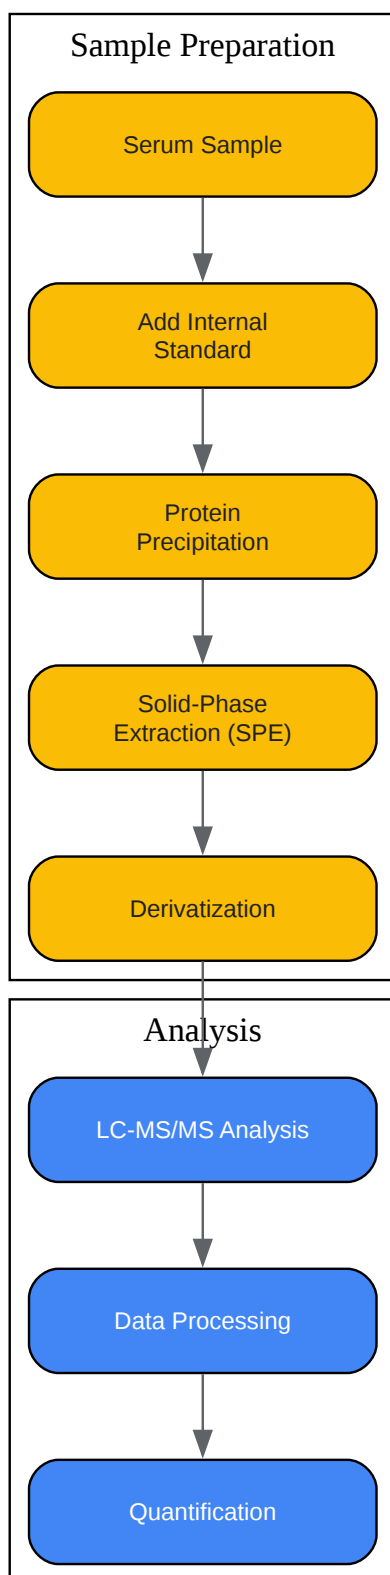 Sample Preparation
Serum Sample
Add Internal
Standard
Protein
Precipitation
Solid-Phase
Extraction (SPE)
Derivatization
Analysis
LC-MS/MS Analysis
Data Processing
Quantification